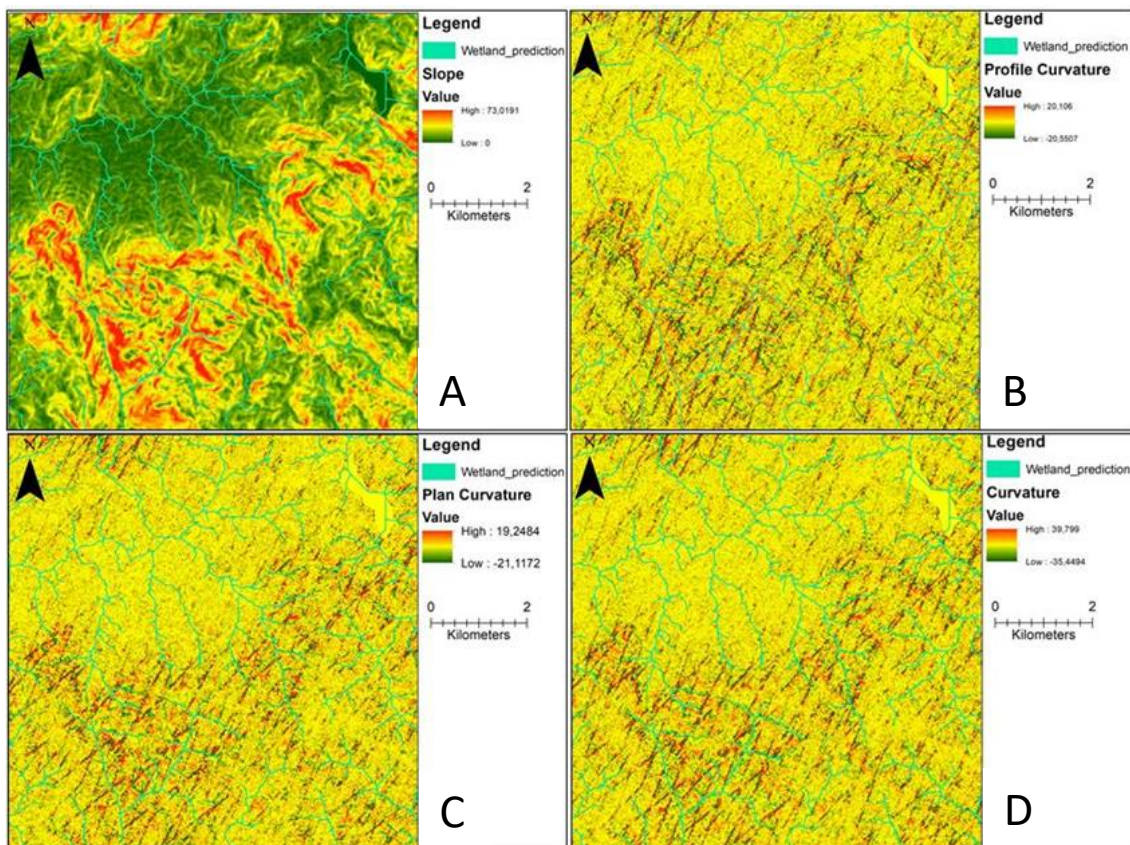 N
Legend
Wetland_prediction
Slope
Value
High : 73,0191
Low : 0
0 2
Kilometers
A
N
Legend
Wetland_prediction
Profile Curvature
Value
High : 20,106
Low : -20,5507
0 2
Kilometers
B
N
Legend
Wetland_prediction
Plan Curvature
Value
High : 19,2484
Low : -21,1172
0 2
Kilometers
C
N
Legend
Wetland_prediction
Curvature
Value
High : 39,799
Low : -35,4494
0 2
Kilometers
D